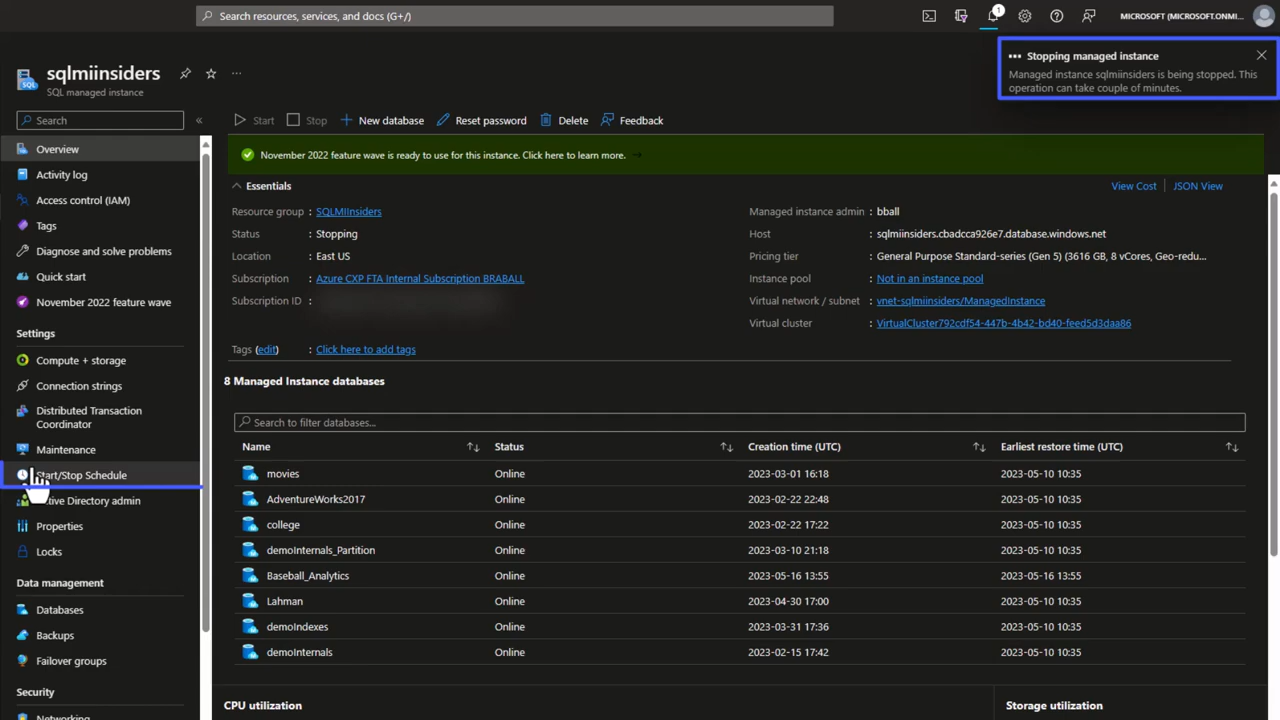 Search resources, services, and docs (G+/)
1
MICROSOFT (MICROSOFT.ONMI...
Stopping managed instance
Managed instance sqlmiinsiders is being stopped. This
operation can take couple of minutes.
sqlmiinsiders
SQL managed instance
Search
Start
Stop
New database
Reset password
Delete
Feedback
Overview
Activity log
Access control (IAM)
Tags
Diagnose and solve problems
Quick start
November 2022 feature wave
Settings
Compute + storage
Connection strings
Distributed Transaction
Coordinator
Maintenance
Start/Stop Schedule
Active Directory admin
Properties
Locks
Data management
Databases
Backups
Failover groups
Security
Networking
November 2022 feature wave is ready to use for this instance. Click here to learn more. →
Essentials
View Cost
JSON View
Resource group : SQLMIInsiders
Status : Stopping
Location : East US
Subscription : Azure CXP FTA Internal Subscription BRABALL
Subscription ID :
Tags (edit) : Click here to add tags
Managed instance admin : bball
Host : sqlmiinsiders.cbadcca926e7.database.windows.net
Pricing tier : General Purpose Standard-series (Gen 5) (3616 GB, 8 vCores, Geo-redu...
Instance pool : Not in an instance pool
Virtual network / subnet : vnet-sqlmiinsiders/ManagedInstance
Virtual cluster : VirtualCluster792cdf54-447b-4b42-bd40-feed5d3daa86
8 Managed Instance databases
Search to filter databases...
Name Status Creation time (UTC) Earliest restore time (UTC)
movies Online 2023-03-01 16:18 2023-05-10 10:35
AdventureWorks2017 Online 2023-02-22 22:48 2023-05-10 10:35
college Online 2023-02-22 17:22 2023-05-10 10:35
demoInternals_Partition Online 2023-03-10 21:18 2023-05-10 10:35
Baseball_Analytics Online 2023-05-16 13:55 2023-05-16 13:55
Lahman Online 2023-04-30 17:00 2023-05-10 10:35
demoIndexes Online 2023-03-31 17:36 2023-05-10 10:35
demoInternals Online 2023-02-15 17:42 2023-05-10 10:35
CPU utilization
Storage utilization